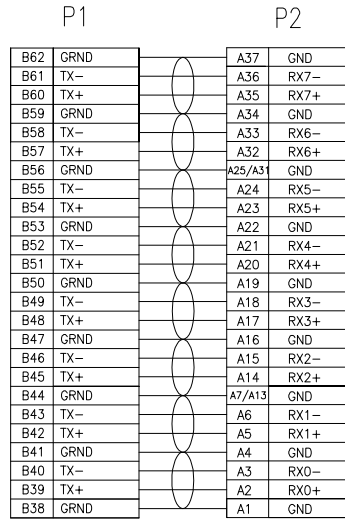 P1 P2
B62 GRND A37 GND
B61 TX− A36 RX7−
B60 TX+ A35 RX7+
B59 GRND A34 GND
B58 TX− A33 RX6−
B57 TX+ A32 RX6+
B56 GRND A25/A31 GND
B55 TX− A24 RX5−
B54 TX+ A23 RX5+
B53 GRND A22 GND
B52 TX− A21 RX4−
B51 TX+ A20 RX4+
B50 GRND A19 GND
B49 TX− A18 RX3−
B48 TX+ A17 RX3+
B47 GRND A16 GND
B46 TX− A15 RX2−
B45 TX+ A14 RX2+
B44 GRND A7/A13 GND
B43 TX− A6 RX1−
B42 TX+ A5 RX1+
B41 GRND A4 GND
B40 TX− A3 RX0−
B39 TX+ A2 RX0+
B38 GRND A1 GND